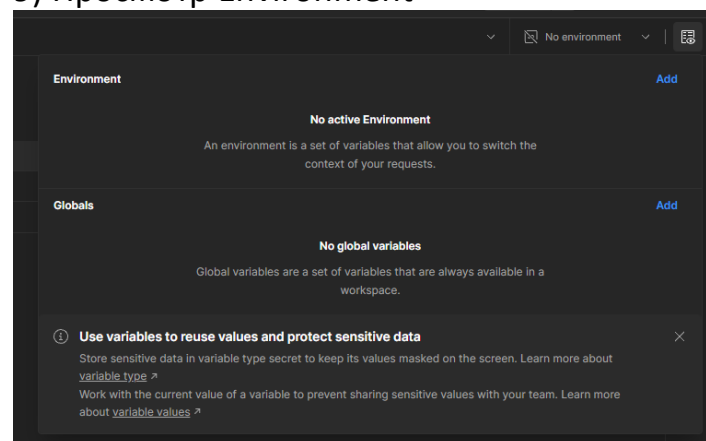 No environment
Environment
Add
No active Environment
An environment is a set of variables that allow you to switch the
context of your requests.
Globals
Add
No global variables
Global variables are a set of variables that are always available in a
workspace.
Use variables to reuse values and protect sensitive data
Store sensitive data in variable type secret to keep its values masked on the screen. Learn more about
variable type ↗
Work with the current value of a variable to prevent sharing sensitive values with your team. Learn more
about variable values ↗